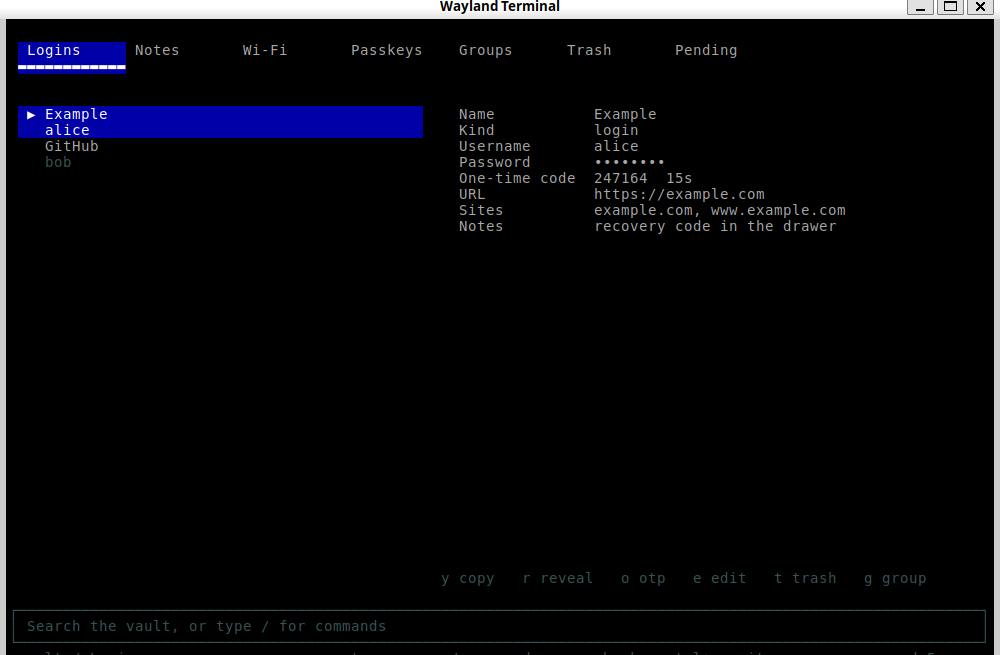 Wayland Terminal
Logins Notes Wi-Fi Passkeys Groups Trash Pending
▶ Example
alice
GitHub
bob
Name Example
Kind login
Username alice
Password ••••••••
One-time code 247164 15s
URL https://example.com
Sites example.com, www.example.com
Notes recovery code in the drawer
y copy r reveal o otp e edit t trash g group
Search the vault, or type / for commands